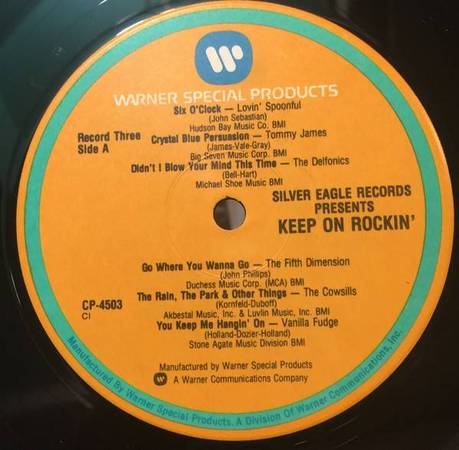 WARNER SPECIAL PRODUCTS
Six O'Clock — Lovin' Spoonful
(John Sebastian)
Hudson Bay Music Co. BMI
Record Three
Side A
Crystal Blue Persuasion — Tommy James
(James-Vale-Gray)
Big Seven Music Corp. BMI
Didn't I Blow Your Mind This Time — The Delfonics
(Bell-Hart)
Michael Shoe Music BMI
SILVER EAGLE RECORDS
PRESENTS
KEEP ON ROCKIN'
Go Where You Wanna Go — The Fifth Dimension
(John Phillips)
Duchess Music Corp. (MCA) BMI
CP-4503
CI
The Rain, The Park & Other Things — The Cowsills
(Kornfeld-Duboff)
Akbestal Music, Inc. & Luvlin Music, Inc. BMI
You Keep Me Hangin' On — Vanilla Fudge
(Holland-Dozier-Holland)
Stone Agate Music Division BMI
Manufactured by Warner Special Products
A Warner Communications Company
Manufactured By Warner Special Products. A Division Of Warner Communications, Inc.